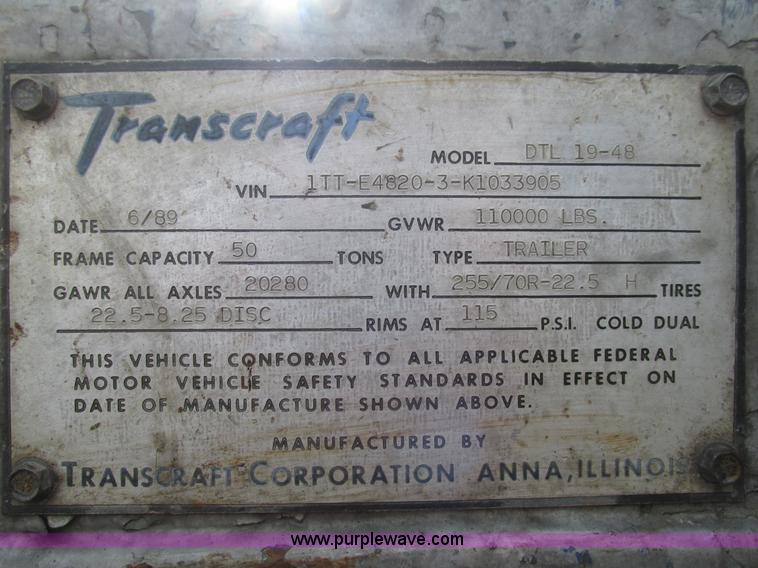 Transcraft
MODEL DTL 19-48
VIN 1TT-E4820-3-K1033905
DATE 6/89 GVWR 110000 LBS.
FRAME CAPACITY 50 TONS TYPE TRAILER
GAWR ALL AXLES 20280 WITH 255/70R-22.5 H TIRES
22.5-8.25 DISC RIMS AT 115 P.S.I. COLD DUAL
THIS VEHICLE CONFORMS TO ALL APPLICABLE FEDERAL
MOTOR VEHICLE SAFETY STANDARDS IN EFFECT ON
DATE OF MANUFACTURE SHOWN ABOVE.
MANUFACTURED BY
TRANSCRAFT CORPORATION ANNA, ILLINOIS
www.purplewave.com